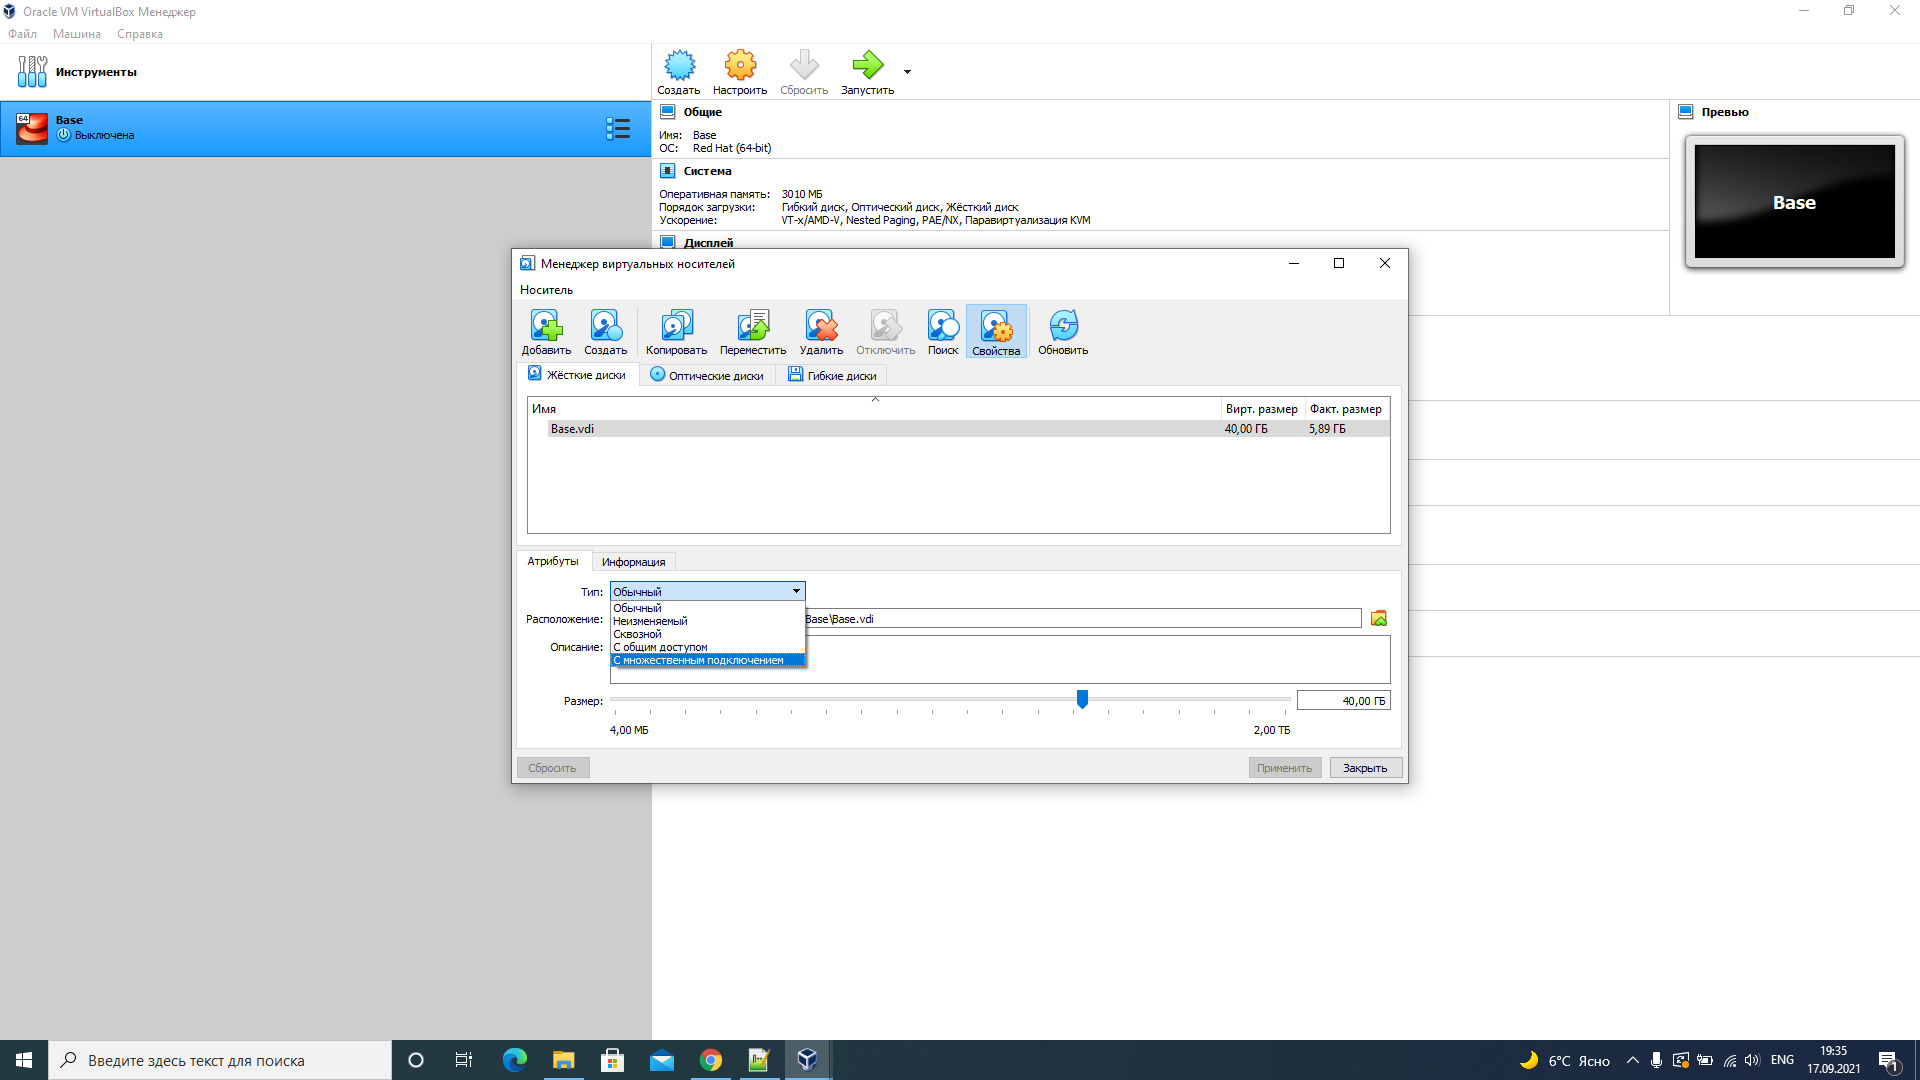 Oracle VM VirtualBox Менеджер
Файл Машина Справка
Инструменты
Создать Настроить Сбросить Запустить
64
Base
Выключена
Общие
Имя: Base
ОС: Red Hat (64-bit)
Система
Оперативная память: 3010 МБ
Порядок загрузки: Гибкий диск, Оптический диск, Жёсткий диск
Ускорение: VT-x/AMD-V, Nested Paging, PAE/NX, Паравиртуализация KVM
Дисплей
Превью
Base
Менеджер виртуальных носителей
Носитель
Добавить Создать Копировать Переместить Удалить Отключить Поиск Свойства Обновить
Жёсткие диски Оптические диски Гибкие диски
Имя Вирт. размер Факт. размер
Base.vdi 40,00 ГБ 5,89 ГБ
Атрибуты Информация
Тип: Обычный
Обычный
Неизменяемый
Сквозной
С общим доступом
С множественным подключением
Расположение: Base\Base.vdi
Описание:
Размер: 40,00 ГБ
4,00 МБ 2,00 ТБ
Сбросить Применить Закрыть
Введите здесь текст для поиска
6°C Ясно ENG
19:35
17.09.2021
1